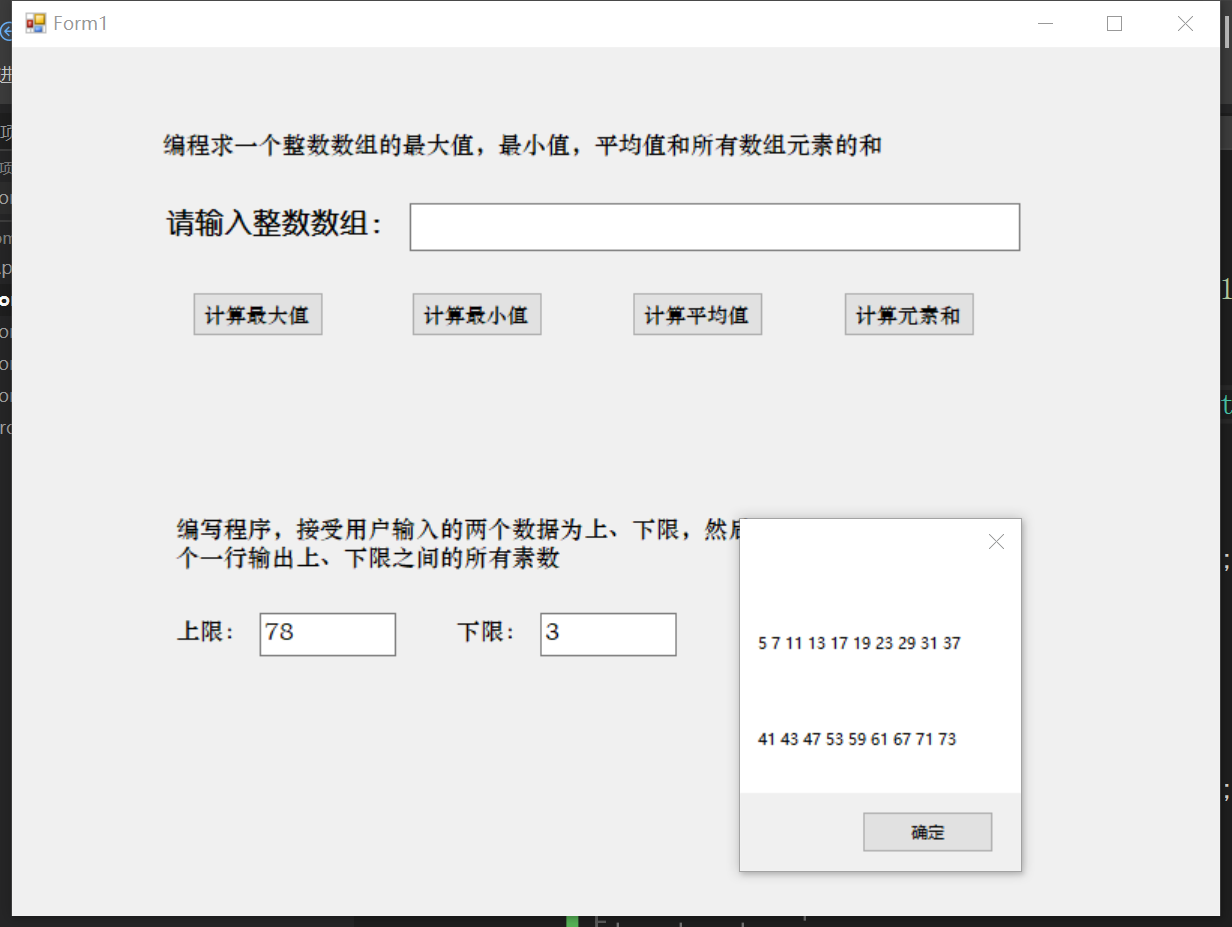 Form1
编程求一个整数数组的最大值，最小值，平均值和所有数组元素的和
请输入整数数组：
计算最大值 计算最小值 计算平均值 计算元素和
编写程序，接受用户输入的两个数据为上、下限，然
个一行输出上、下限之间的所有素数
上限： 78 下限： 3
5 7 11 13 17 19 23 29 31 37
41 43 47 53 59 61 67 71 73
确定